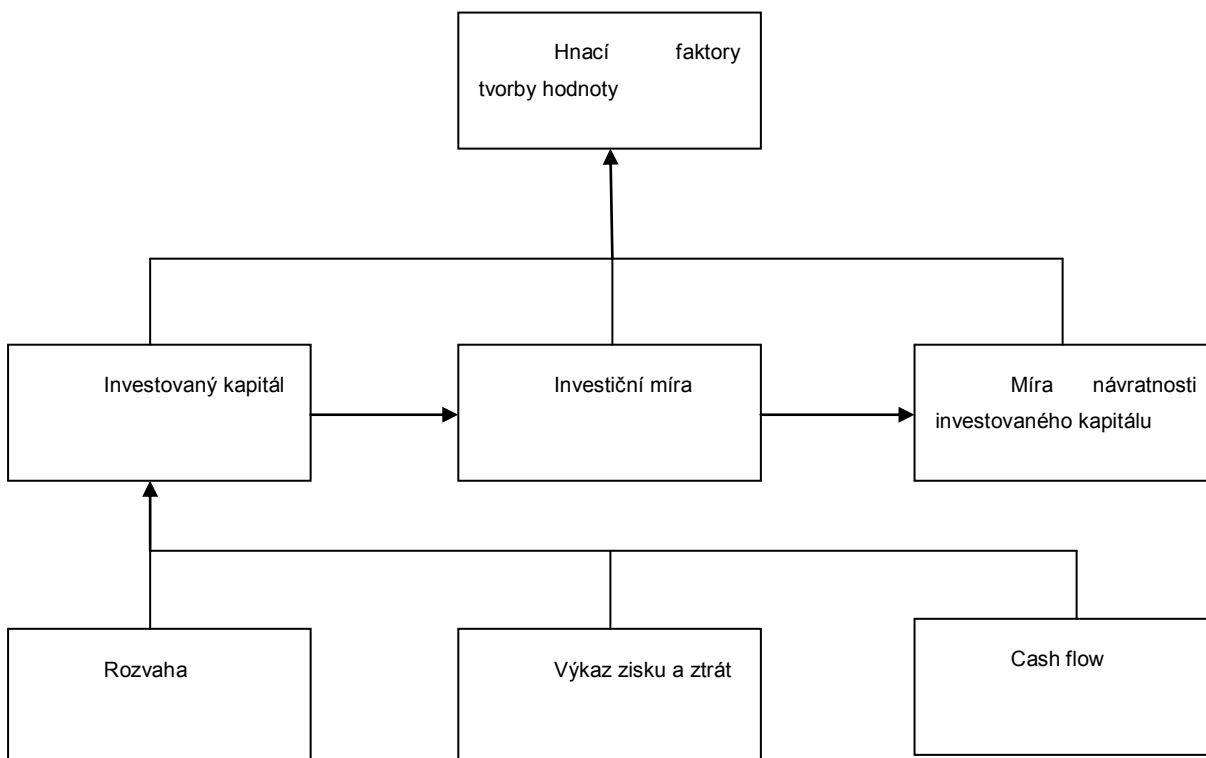 Hnací faktory
tvorby hodnoty
Investovaný kapitál
Investiční míra
Míra návratnosti
investovaného kapitálu
Rozvaha
Výkaz zisku a ztrát
Cash flow